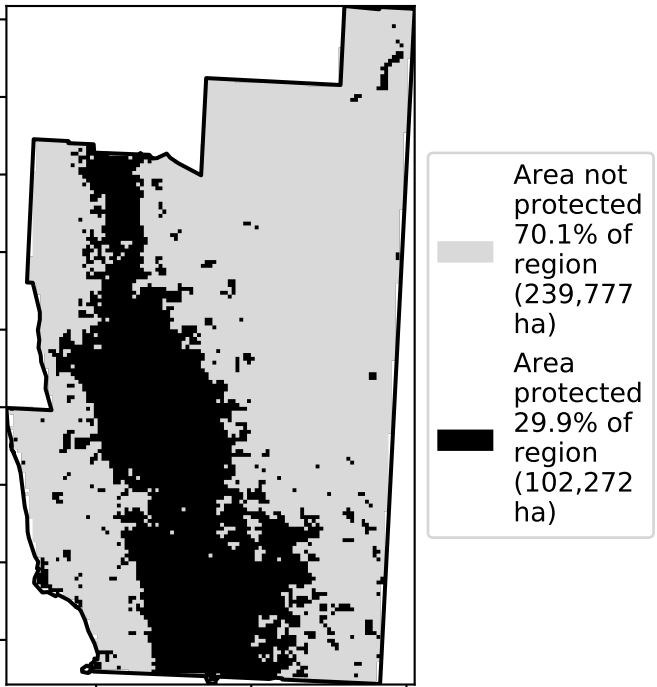 Area not
protected
70.1% of
region
(239,777
ha)
Area
protected
29.9% of
region
(102,272
ha)